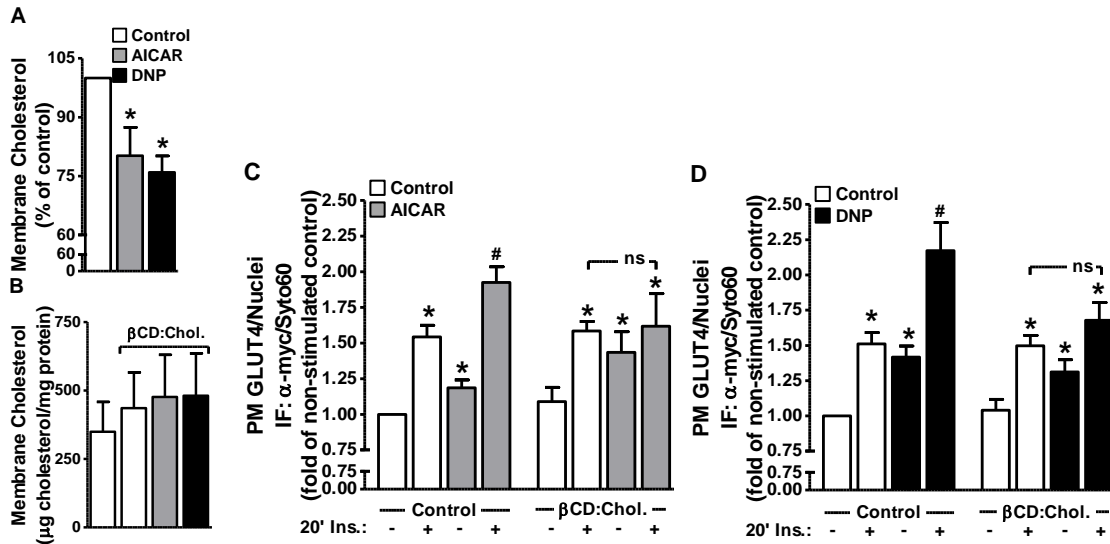 A
Control
AICAR
DNP
Membrane Cholesterol
(% of control)
105
90
75
60
60
0
* *
B
Membrane Cholesterol
(μg cholesterol/mg protein)
750
500
250
0
βCD:Chol.
C
Control
AICAR
PM GLUT4/Nuclei
IF: α-myc/Syto60
(fold of non-stimulated control)
2.50
2.25
2.00
1.75
1.50
1.25
1.00
0.75
0.75
0.00
* * # * * *
ns
Control βCD:Chol.
20' Ins.: - + - + - + - +
D
Control
DNP
PM GLUT4/Nuclei
IF: α-myc/Syto60
(fold of non-stimulated control)
2.50
2.25
2.00
1.75
1.50
1.25
1.00
0.75
0.75
0.00
* * # * * *
ns
Control βCD:Chol.
20' Ins.: - + - + - + - +